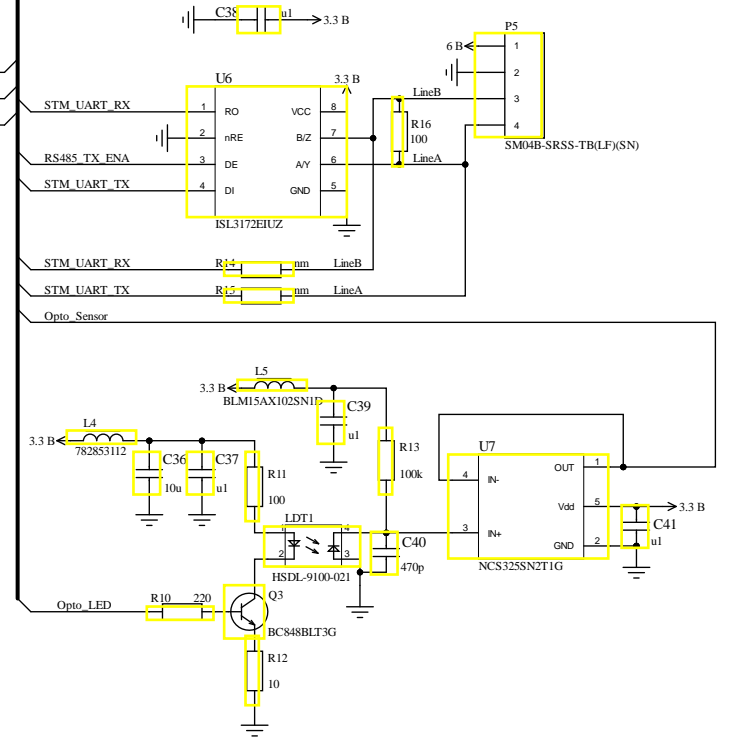 C38 u1 3.3 В
P5
6 В 1
2
LineB 3
4
SM04B-SRSS-TB(LF)(SN)
U6
3.3 В
STM_UART_RX 1 RO VCC 8
2 nRE B/Z 7
RS485_TX_ENA 3 DE A/Y 6 LineA
STM_UART_TX 4 DI GND 5
ISL3172EIUZ
R16
100
STM_UART_RX R14 nm LineB
STM_UART_TX R15 nm LineA
Opto_Sensor
L5
3.3 В
BLM15AX102SN1D
C39
u1
L4
3.3 В
782853112
C36
10u
C37
u1
R11
100
R13
100k
U7
OUT 1
4 IN-
Vdd 5 3.3 В
3 IN+
GND 2
NCS325SN2T1G
C41
u1
LDT1
1 4
2 3
HSDL-9100-021
C40
470p
Opto_LED R10 220
Q3
BC848BLT3G
R12
10